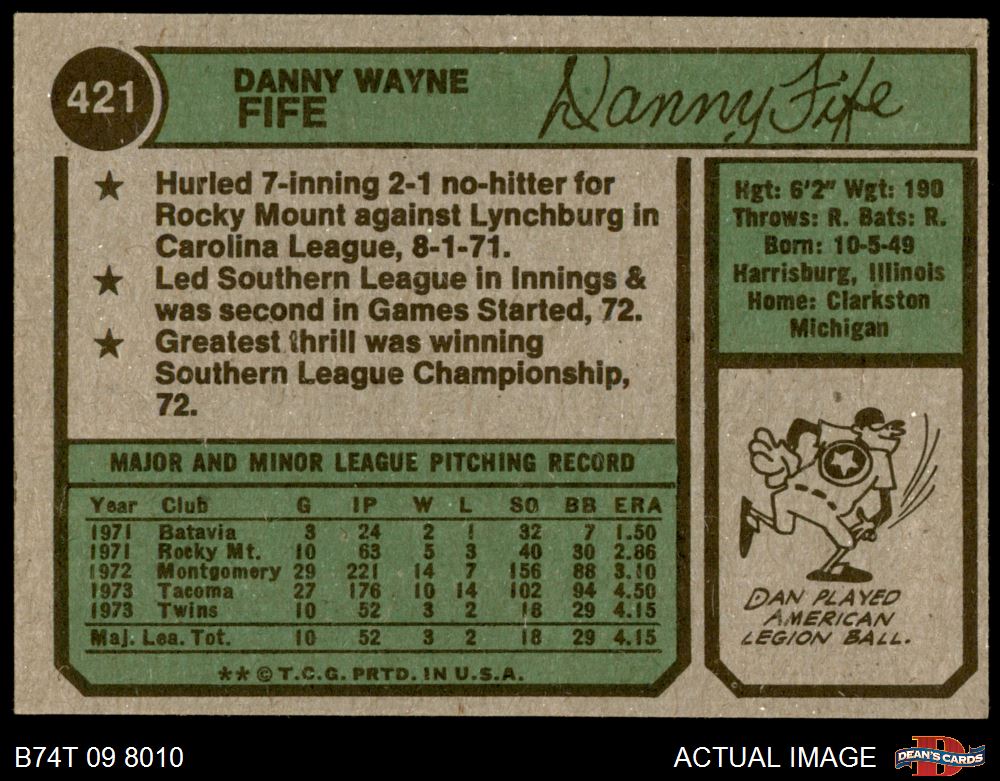 421
DANNY WAYNE
FIFE
Danny Fife
★ Hurled 7-inning 2-1 no-hitter for
Rocky Mount against Lynchburg in
Carolina League, 8-1-71.
★ Led Southern League in Innings &
was second in Games Started, 72.
★ Greatest thrill was winning
Southern League Championship,
72.
Hgt: 6'2" Wgt: 190
Throws: R. Bats: R.
Born: 10-5-49
Harrisburg, Illinois
Home: Clarkston
Michigan
MAJOR AND MINOR LEAGUE PITCHING RECORD
Year Club G IP W L SO BB ERA
1971 Batavia 3 24 2 1 32 7 1.50
1971 Rocky Mt. 10 63 5 3 40 30 2.86
1972 Montgomery 29 221 14 7 156 88 3.10
1973 Tacoma 27 176 10 14 102 94 4.50
1973 Twins 10 52 3 2 18 29 4.15
Maj. Lea. Tot. 10 52 3 2 18 29 4.15
** © T.C.G. PRTD. IN U.S.A.
DAN PLAYED
AMERICAN
LEGION BALL.
B74T 09 8010
ACTUAL IMAGE
DEAN'S CARDS